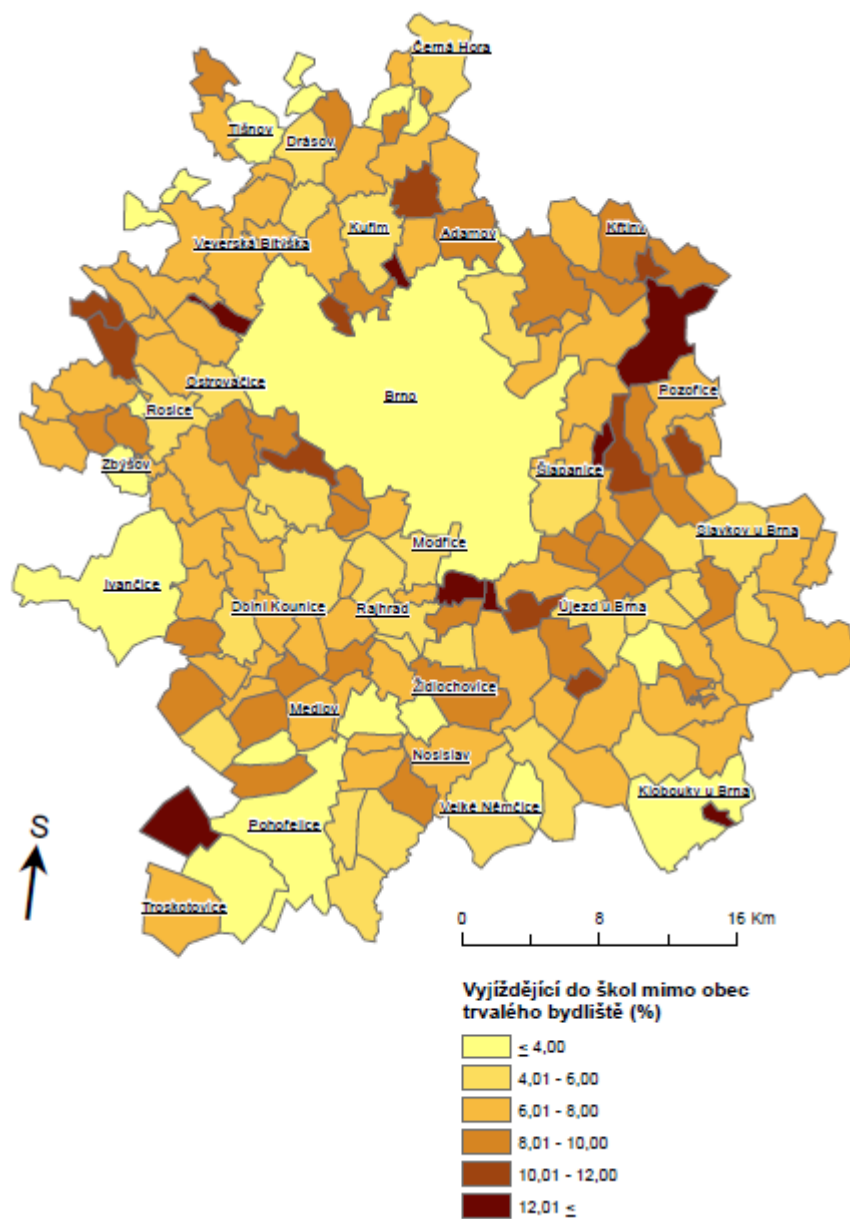 Černá Hora
Tišnov
Drásov
Veverská Bítýška
Kuřim
Adamov
Křtiny
Ostrovačice
Brno
Pozořice
Rosice
Zbýšov
Šlapanice
Modřice
Slavkov u Brna
Ivančice
Dolní Kounice
Rajhrad
Újezd u Brna
Židlochovice
Medlov
Nosislav
Velké Němčice
Klobouky u Brna
Pohořelice
S
Troskotovice
0 8 16 Km
Vyjíždějící do škol mimo obec
trvalého bydliště (%)
≤ 4,00
4,01 - 6,00
6,01 - 8,00
8,01 - 10,00
10,01 - 12,00
12,01 ≤